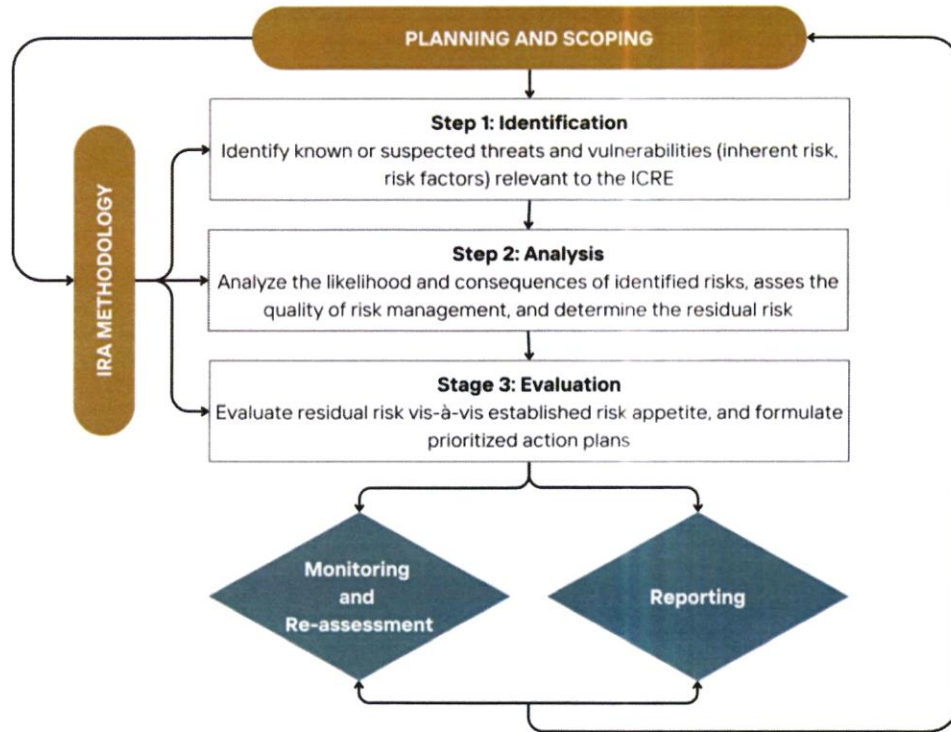 PLANNING AND SCOPING
IRA METHODOLOGY
Step 1: Identification
Identify known or suspected threats and vulnerabilities (inherent risk,
risk factors) relevant to the ICRE
Step 2: Analysis
Analyze the likelihood and consequences of identified risks, asses the
quality of risk management, and determine the residual risk
Stage 3: Evaluation
Evaluate residual risk vis-à-vis established risk appetite, and formulate
prioritized action plans
Monitoring
and
Re-assessment
Reporting